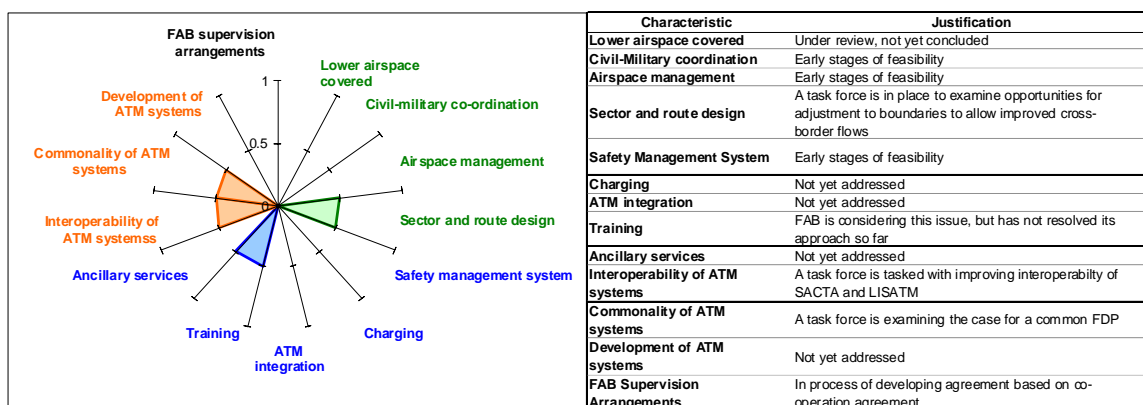 FAB supervision
arrangements
Lower airspace
covered
1
Development of
ATM systems
Civil-military co-ordination
0.5
Commonality of ATM
systems
Airspace management
0
Interoperability of
ATM systemss
Sector and route design
Ancillary services
Safety management system
Training
Charging
ATM
integration
Characteristic Justification
Lower airspace covered Under review, not yet concluded
Civil-Military coordination Early stages of feasibility
Airspace management Early stages of feasibility
Sector and route design A task force is in place to examine opportunities for
adjustment to boundaries to allow improved cross-
border flows
Safety Management System Early stages of feasibility
Charging Not yet addressed
ATM integration Not yet addressed
Training FAB is considering this issue, but has not resolved its
approach so far
Ancillary services Not yet addressed
Interoperability of ATM
systems
A task force is tasked with improving interoperabilty of
SACTA and LISATM
Commonality of ATM
systems
A task force is examining the case for a common FDP
Development of ATM
systems
Not yet addressed
FAB Supervision
Arrangements
In process of developing agreement based on co-
operation agreement